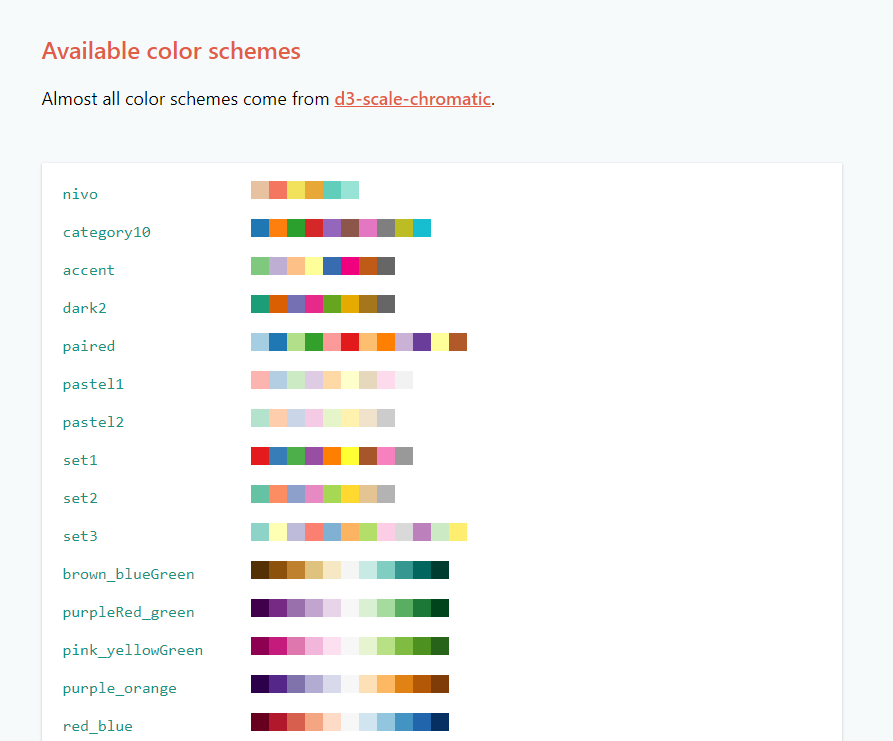 Available color schemes
Almost all color schemes come from d3-scale-chromatic.
nivo
category10
accent
dark2
paired
pastel1
pastel2
set1
set2
set3
brown_blueGreen
purpleRed_green
pink_yellowGreen
purple_orange
red_blue